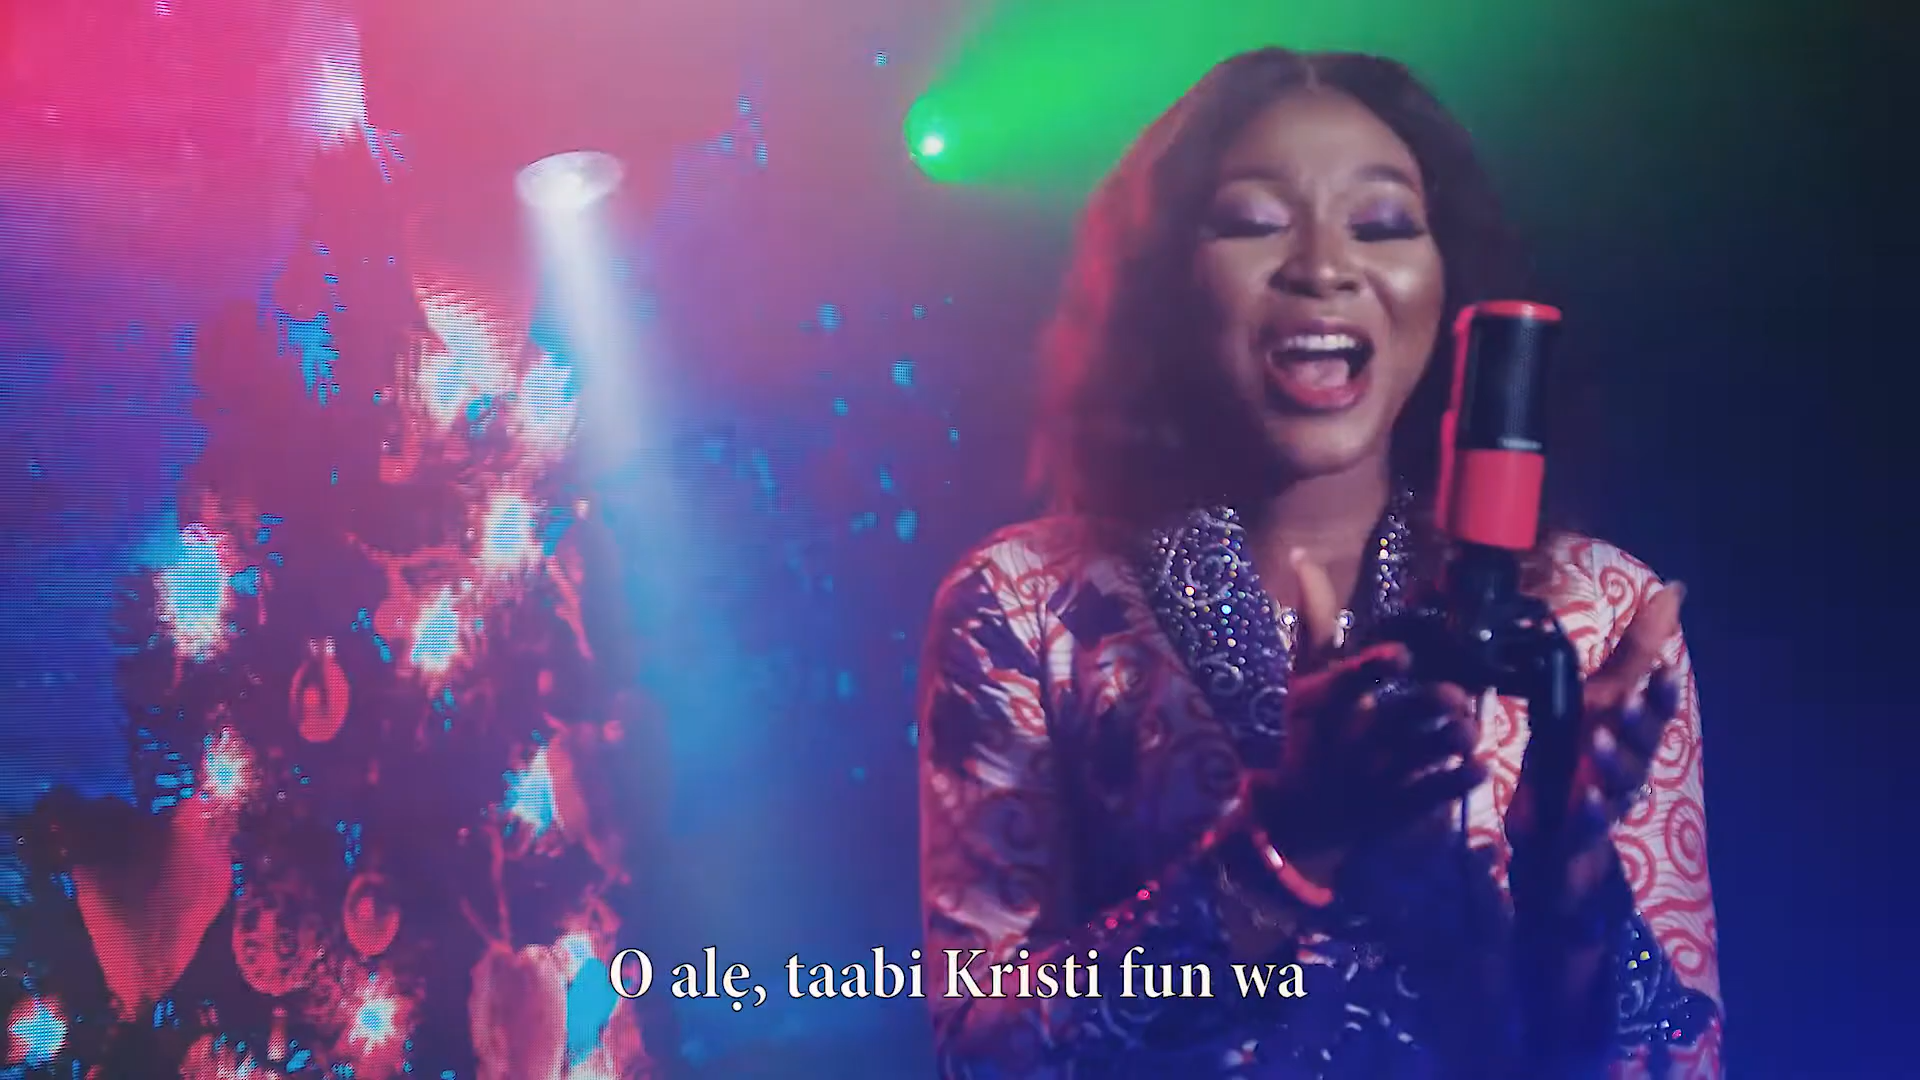 O alẹ, taabi Kristi fun wa